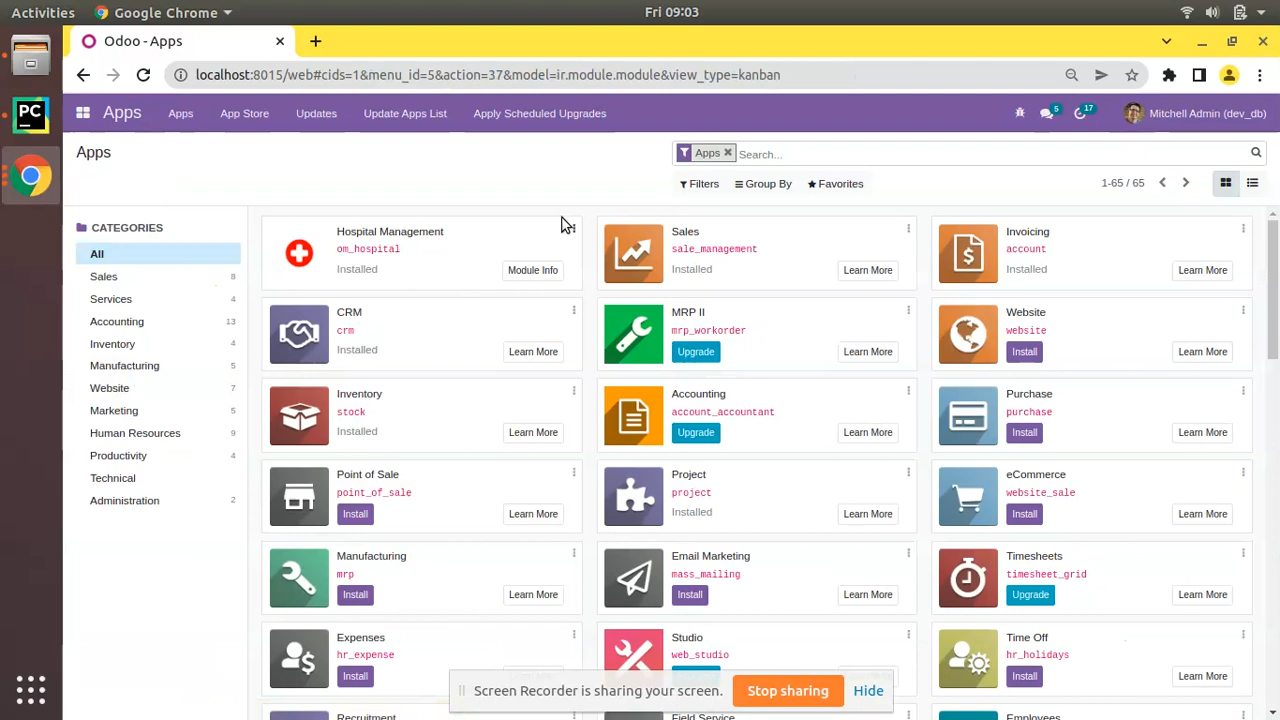 Activities Google Chrome Fri 09:03
Odoo - Apps
localhost:8015/web#cids=1&menu_id=5&action=37&model=ir.module.module&view_type=kanban
Apps Apps App Store Updates Update Apps List Apply Scheduled Upgrades 5 17 Mitchell Admin (dev_db)
Apps
Apps Search...
Filters Group By Favorites 1-65 / 65
CATEGORIES
All
Sales 8
Services 4
Accounting 13
Inventory 4
Manufacturing 5
Website 7
Marketing 5
Human Resources 9
Productivity 4
Technical
Administration 2
Hospital Management
om_hospital
Installed Module Info
Sales
sale_management
Installed Learn More
Invoicing
account
Installed Learn More
CRM
crm
Installed Learn More
MRP II
mrp_workorder
Upgrade Learn More
Website
website
Install Learn More
Inventory
stock
Installed Learn More
Accounting
account_accountant
Upgrade Learn More
Purchase
purchase
Install Learn More
Point of Sale
point_of_sale
Install Learn More
Project
project
Installed Learn More
eCommerce
website_sale
Install Learn More
Manufacturing
mrp
Install Learn More
Email Marketing
mass_mailing
Install Learn More
Timesheets
timesheet_grid
Upgrade Learn More
Expenses
hr_expense
Install
Studio
web_studio
Time Off
hr_holidays
Install Learn More
Recruitment
Field Service
Employees
Screen Recorder is sharing your screen. Stop sharing Hide
PC